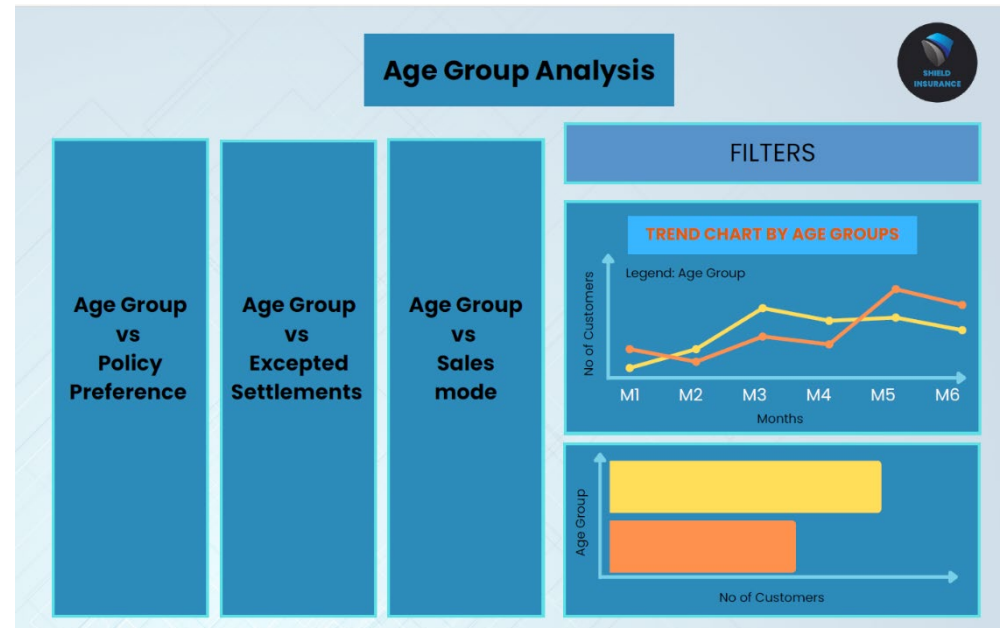 Age Group Analysis
SHIELD
INSURANCE
Age Group
vs
Policy
Preference
Age Group
vs
Excepted
Settlements
Age Group
vs
Sales
mode
FILTERS
TREND CHART BY AGE GROUPS
Legend: Age Group
No of Customers
M1 M2 M3 M4 M5 M6
Months
Age Group
No of Customers